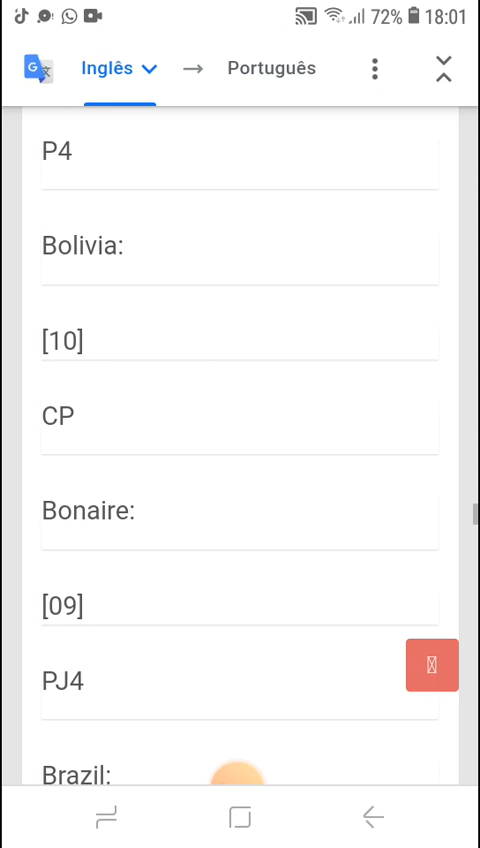 72% 18:01
Inglês → Português
P4
Bolivia:
[10]
CP
Bonaire:
[09]
PJ4
Brazil: